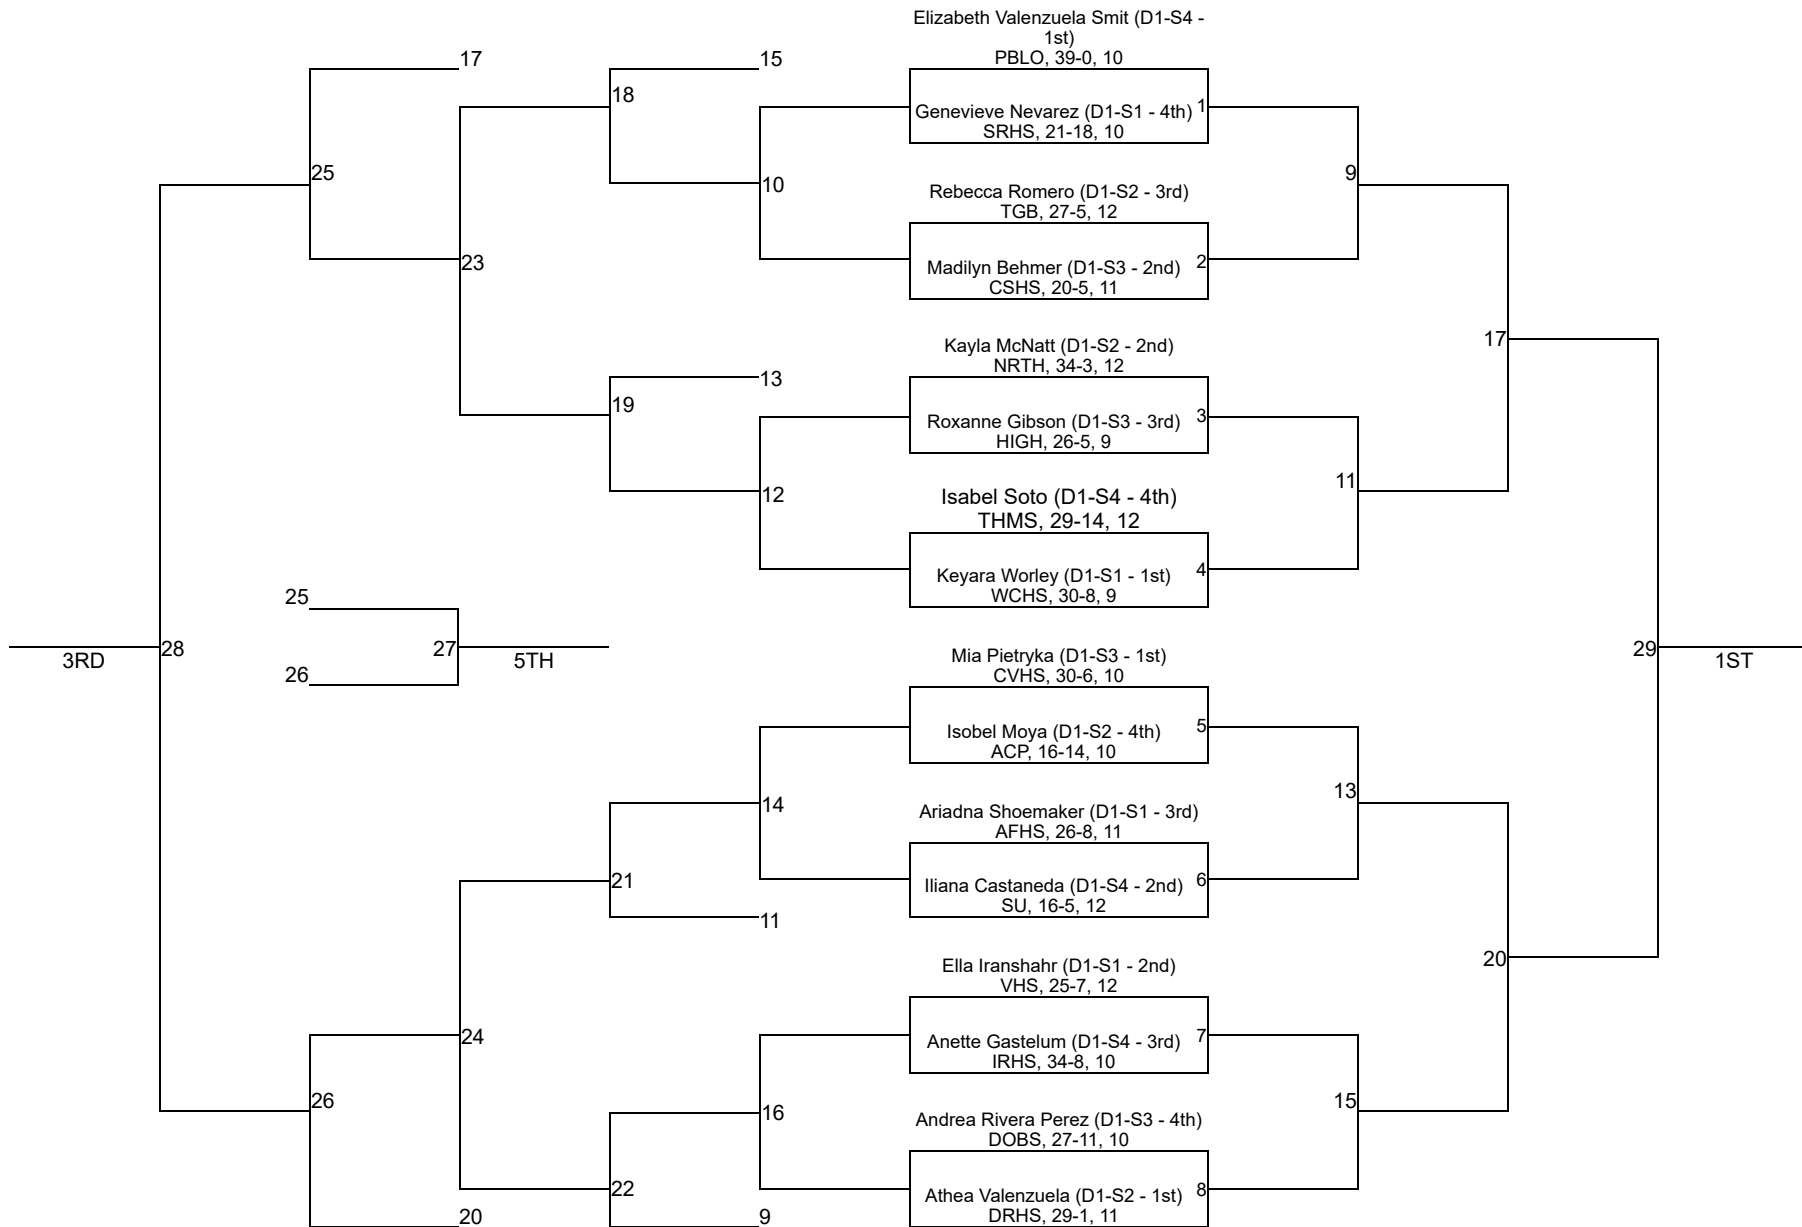 Elizabeth Valenzuela Smit (D1-S4 -
1st)
PBLO, 39-0, 10
17
15
18
Genevieve Nevarez (D1-S1 - 4th)
1
SRHS, 21-18, 10
25
10
9
Rebecca Romero (D1-S2 - 3rd)
TGB, 27-5, 12
23
Madilyn Behmer (D1-S3 - 2nd)
2
CSHS, 20-5, 11
17
Kayla McNatt (D1-S2 - 2nd)
NRTH, 34-3, 12
13
19
Roxanne Gibson (D1-S3 - 3rd)
3
HIGH, 26-5, 9
12
11
Isabel Soto (D1-S4 - 4th)
THMS, 29-14, 12
Keyara Worley (D1-S1 - 1st)
4
WCHS, 30-8, 9
25
28
27
29
3RD
5TH
1ST
26
Mia Pietryka (D1-S3 - 1st)
CVHS, 30-6, 10
Isobel Moya (D1-S2 - 4th)
5
ACP, 16-14, 10
14
13
Ariadna Shoemaker (D1-S1 - 3rd)
AFHS, 26-8, 11
21
Iliana Castaneda (D1-S4 - 2nd)
6
SU, 16-5, 12
11
20
Ella Iranshahr (D1-S1 - 2nd)
VHS, 25-7, 12
24
Anette Gastelum (D1-S4 - 3rd)
7
IRHS, 34-8, 10
26
16
15
Andrea Rivera Perez (D1-S3 - 4th)
DOBS, 27-11, 10
22
Athea Valenzuela (D1-S2 - 1st)
8
20
9
DRHS, 29-1, 11